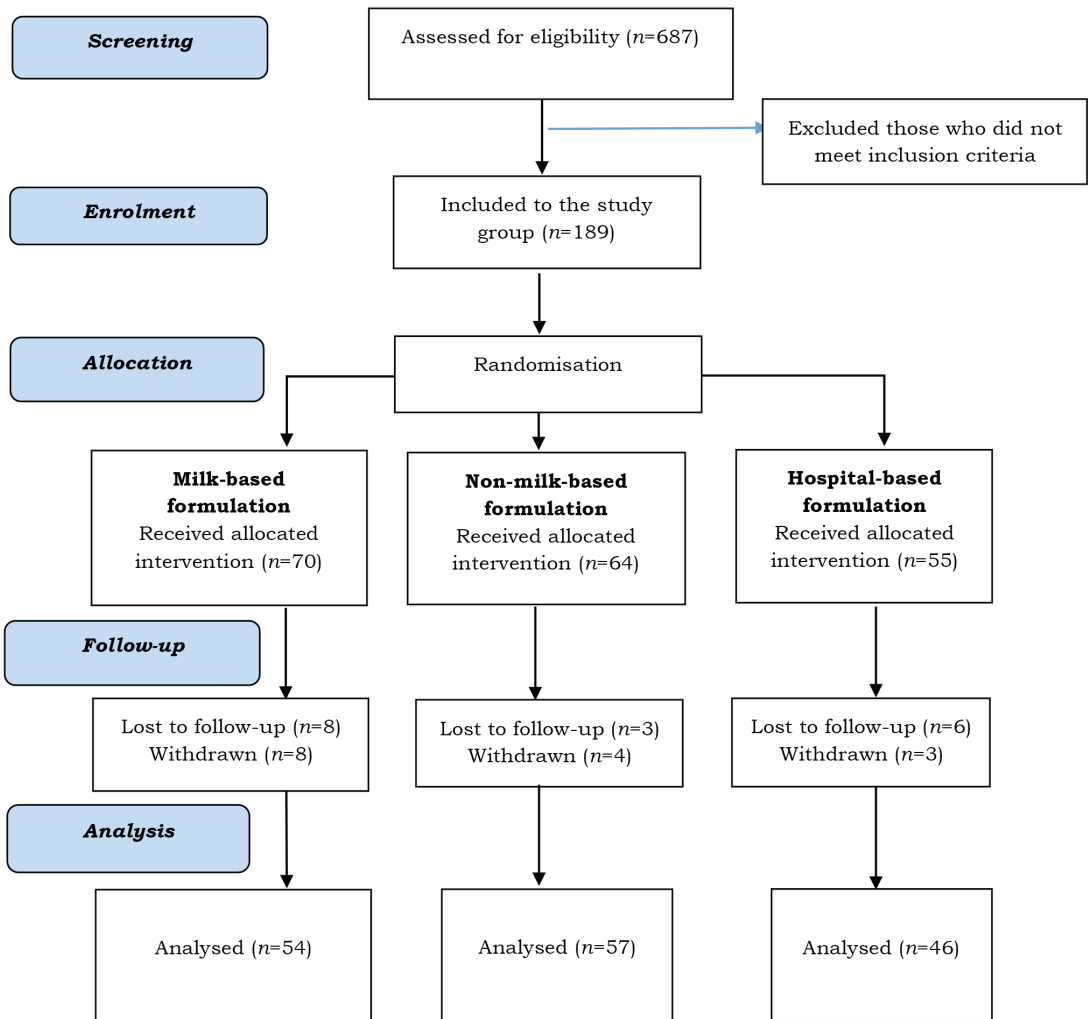 Screening
Assessed for eligibility (n=687)
Excluded those who did not
meet inclusion criteria
Enrolment
Included to the study
group (n=189)
Allocation
Randomisation
Milk-based
formulation
Received allocated
intervention (n=70)
Non-milk-based
formulation
Received allocated
intervention (n=64)
Hospital-based
formulation
Received allocated
intervention (n=55)
Follow-up
Lost to follow-up (n=8)
Withdrawn (n=8)
Lost to follow-up (n=3)
Withdrawn (n=4)
Lost to follow-up (n=6)
Withdrawn (n=3)
Analysis
Analysed (n=54)
Analysed (n=57)
Analysed (n=46)